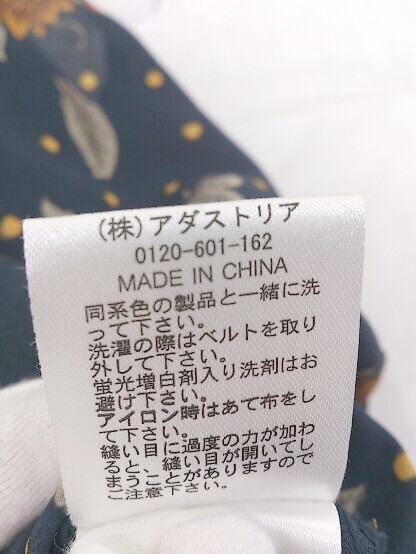 (株)アダストリア
0120-601-162
MADE IN CHINA
同系色の製品と一緒に洗
って下さい。
洗濯の際はベルトを取り
外して下さい。
蛍光増白剤入り洗剤はお
避け下さい。
アイロン時はあて布をし
て下さい。
縫い目に過度の力が加わ
ると、縫い目が開いてし
まうことがありますので
ご注意下さい。